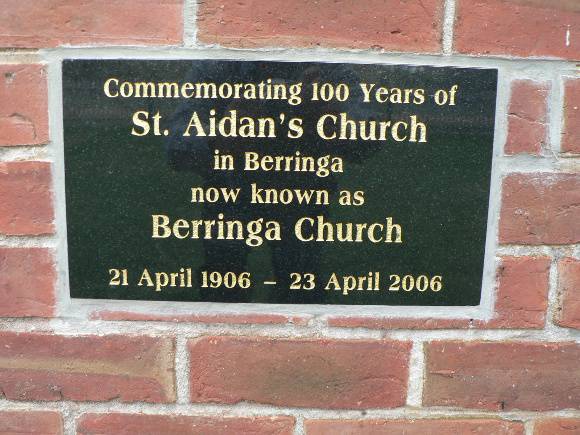 Commemorating 100 Years of
St. Aidan's Church
in Berringa
now known as
Berringa Church
21 April 1906 – 23 April 2006